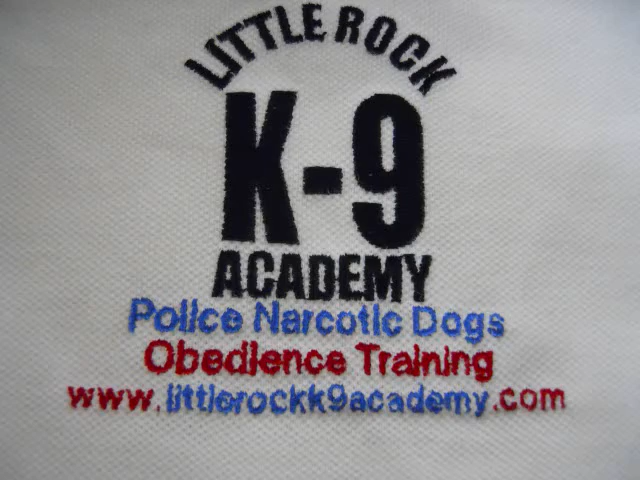 LITTLE ROCK
K-9
ACADEMY
Police Narcotic Dogs
Obedience Training
www.littlerockk9academy.com